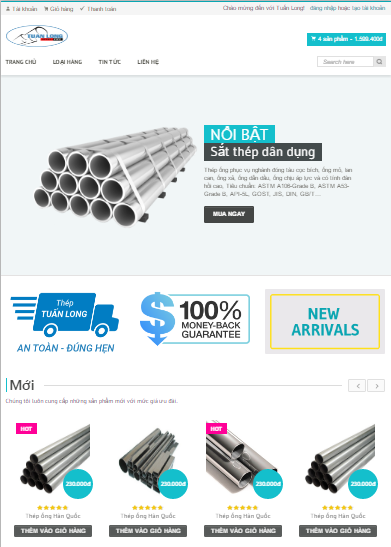 Tài khoản Giỏ hàng Thanh toán
Chào mừng đến với Tuấn Long! đăng nhập hoặc tạo tài khoản
TUAN LONG
4 sản phẩm - 1.599.400đ
TRANG CHỦ LOẠI HÀNG TIN TỨC LIÊN HỆ
Search here
NỔI BẬT
Sắt thép dân dụng
Thép ống phục vụ nghành đóng tàu cọc bích, ống mồ, lan
can, ống xả, ống dẫn dầu, ống chịu áp lực và có tính đàn
hồi cao, Tiêu chuẩn: ASTM A106-Grade B, ASTM A53-
Grade B, API-5L, GOST, JIS, DIN, GB/T...
MUA NGAY
Thép
TUẤN LONG
AN TOÀN - ĐÚNG HẸN
100%
MONEY-BACK
GUARANTEE
NEW
ARRIVALS
Mới
Chúng tôi luôn cung cấp những sản phẩm mới với mức giá ưu đãi.
HOT
HOT
230.000đ
230.000đ
230.000đ
230.000đ
Thép ống Hàn Quốc
Thép ống Hàn Quốc
Thép ống Hàn Quốc
Thép ống Hàn Quốc
THÊM VÀO GIỎ HÀNG
THÊM VÀO GIỎ HÀNG
THÊM VÀO GIỎ HÀNG
THÊM VÀO GIỎ HÀNG